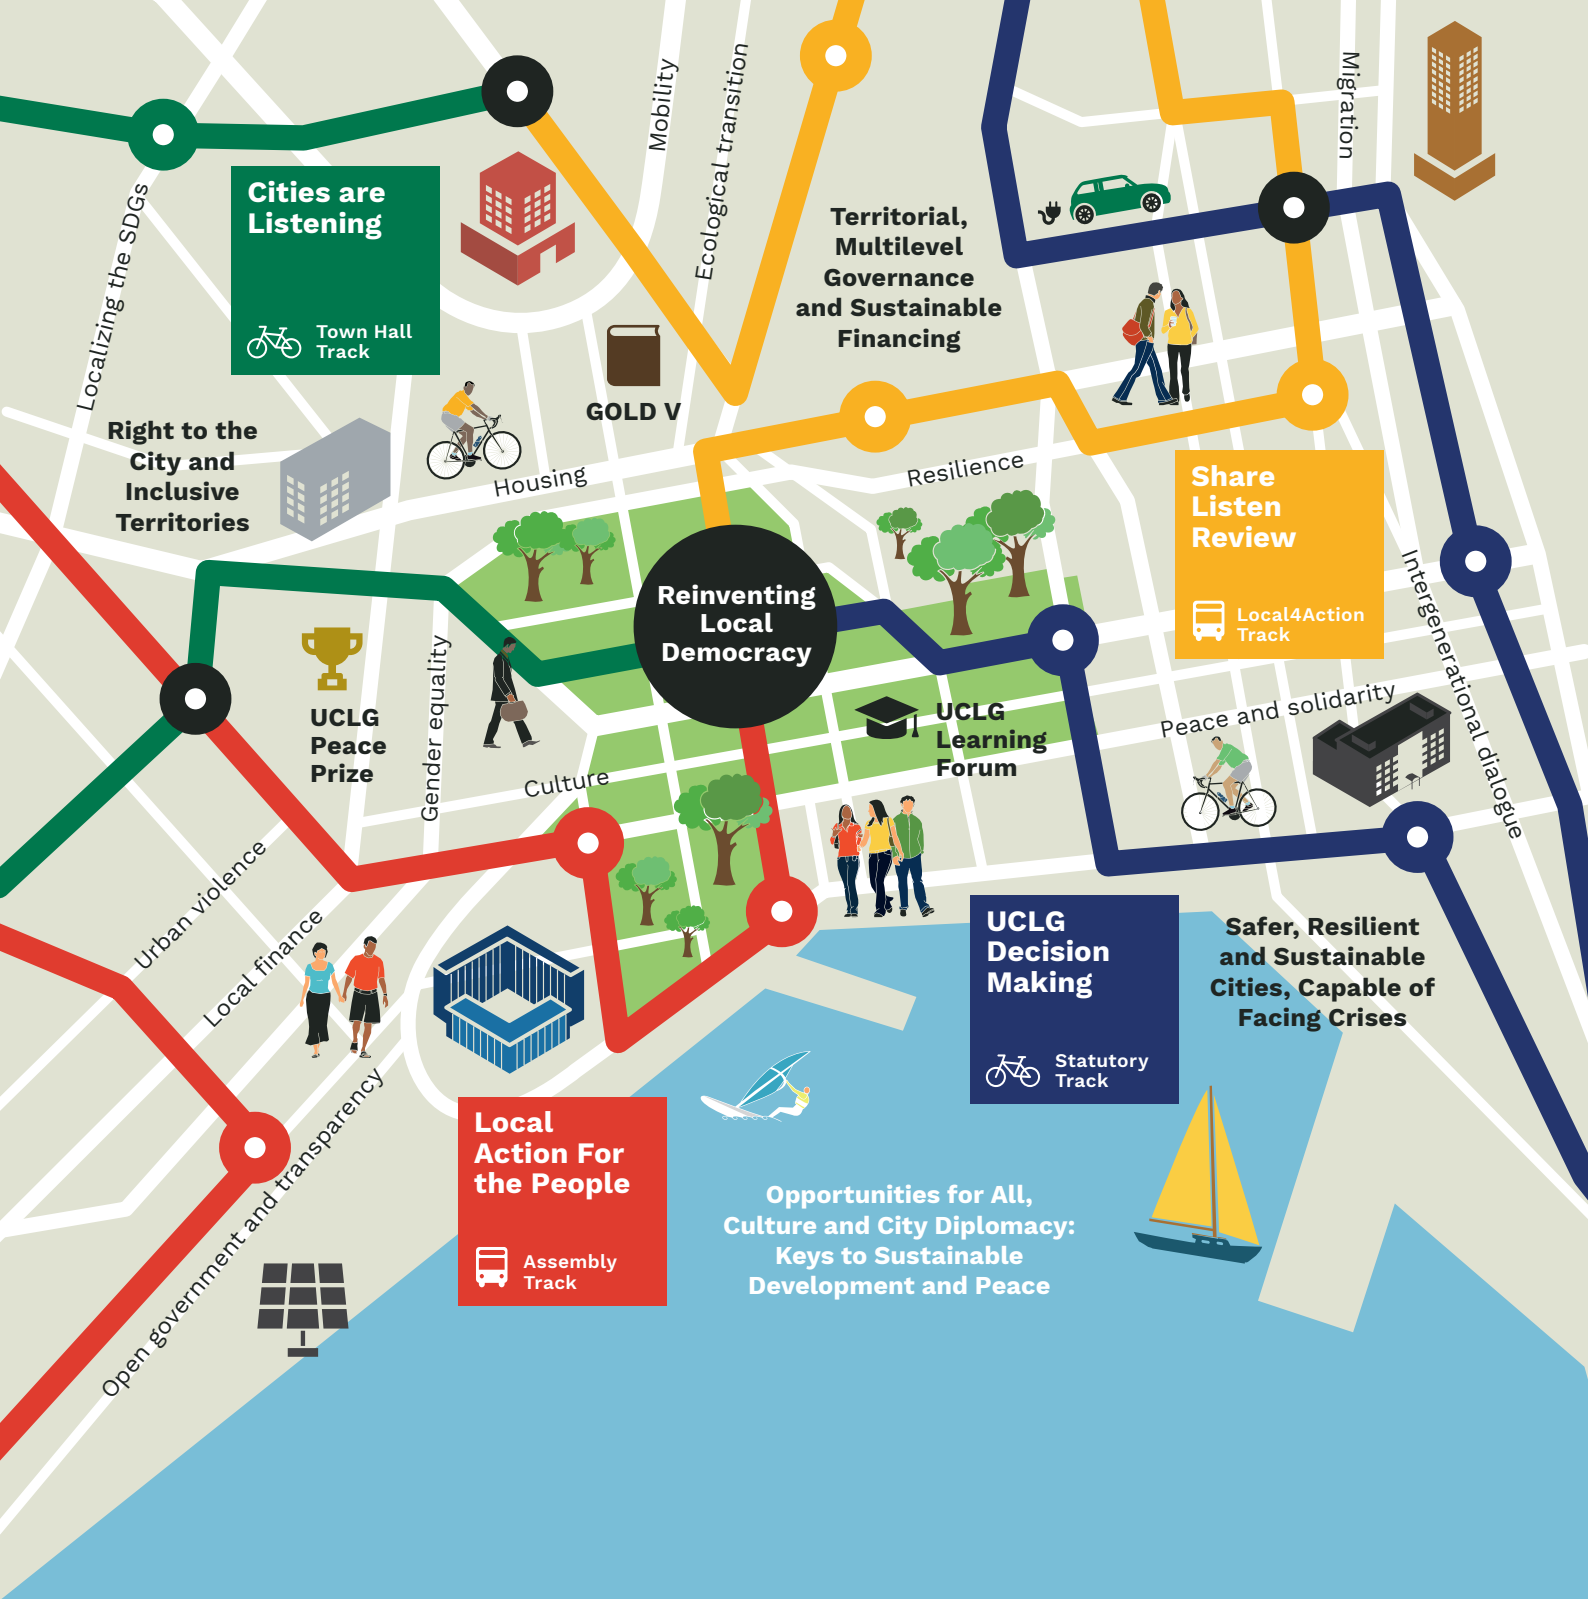 Mobility
Ecological transition
Migration
Localizing the SDGs
Cities are
Listening
Town Hall
Track
Territorial,
Multilevel
Governance
and Sustainable
Financing
GOLD V
Right to the
City and
Inclusive
Territories
Housing
Resilience
Share
Listen
Review
Local4Action
Track
Reinventing
Local
Democracy
Intergenerational dialogue
UCLG
Peace
Prize
Gender equality
UCLG
Learning
Forum
Peace and solidarity
Culture
Urban violence
Local finance
UCLG
Decision
Making
Statutory
Track
Safer, Resilient
and Sustainable
Cities, Capable of
Facing Crises
Open government and transparency
Local
Action For
the People
Assembly
Track
Opportunities for All,
Culture and City Diplomacy:
Keys to Sustainable
Development and Peace